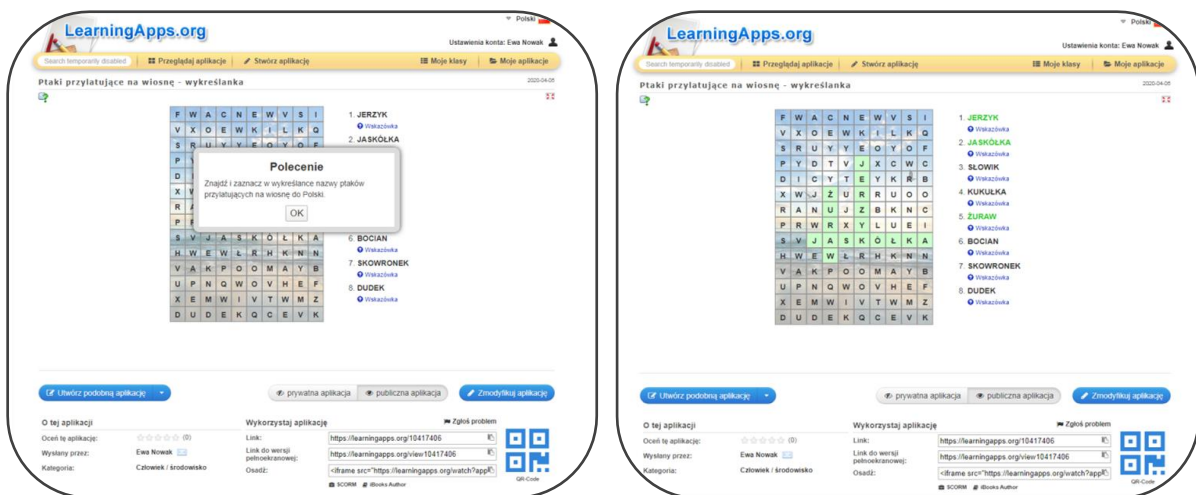 Polski
LearningApps.org
Ustawienia konta: Ewa Nowak
Search temporarily disabled
Przeglądaj aplikacje
Stwórz aplikację
Moje klasy
Moje aplikacje
Ptaki przylatujące na wiosnę - wykreślanka
2020-04-05
F W A C N E W V S I
V X O E W K I L K Q
S R U Y Y E O Y O F
P
D
X
R
P
S V J A S K Ó Ł K A
H W E W Ł R H K N N
V A K P O O M A Y B
U P N Q W O V H E F
X E M W I V T W M Z
D U D E K Q C E V K
1. JERZYK
Wskazówka
2. JASKÓŁKA
Polecenie
Znajdź i zaznacz w wykreślance nazwy ptaków
przylatujących na wiosnę do Polski.
OK
6. BOCIAN
Wskazówka
7. SKOWRONEK
Wskazówka
8. DUDEK
Wskazówka
Utwórz podobną aplikację
prywatna aplikacja
publiczna aplikacja
Zmodyfikuj aplikację
O tej aplikacji
Oceń tę aplikację: (0)
Wysłany przez: Ewa Nowak
Kategoria: Człowiek / środowisko
Wykorzystaj aplikację
Zgłoś problem
Link: https://learningapps.org/10417406
Link do wersji
pełnoekranowej: https://learningapps.org/view10417406
Osadź: <iframe src="https://learningapps.org/watch?app
SCORM
iBooks Author
QR-Code
Polski
LearningApps.org
Ustawienia konta: Ewa Nowak
Search temporarily disabled
Przeglądaj aplikacje
Stwórz aplikację
Moje klasy
Moje aplikacje
Ptaki przylatujące na wiosnę - wykreślanka
2020-04-05
F W A C N E W V S I
V X O E W K I L K Q
S R U Y Y E O Y O F
P Y D T V J X C W C
D I C Y T E Y K R B
X W J Ż U R R U O O
R A N U J Z B K N C
P R W R X Y L U E I
S V J A S K Ó Ł K A
H W E W Ł R H K N N
V A K P O O M A Y B
U P N Q W O V H E F
X E M W I V T W M Z
D U D E K Q C E V K
1. JERZYK
Wskazówka
2. JASKÓŁKA
Wskazówka
3. SŁOWIK
Wskazówka
4. KUKUŁKA
Wskazówka
5. ŻURAW
Wskazówka
6. BOCIAN
Wskazówka
7. SKOWRONEK
Wskazówka
8. DUDEK
Wskazówka
Utwórz podobną aplikację
prywatna aplikacja
publiczna aplikacja
Zmodyfikuj aplikację
O tej aplikacji
Oceń tę aplikację: (0)
Wysłany przez: Ewa Nowak
Kategoria: Człowiek / środowisko
Wykorzystaj aplikację
Zgłoś problem
Link: https://learningapps.org/10417406
Link do wersji
pełnoekranowej: https://learningapps.org/view10417406
Osadź: <iframe src="https://learningapps.org/watch?app
SCORM
iBooks Author
QR-Code